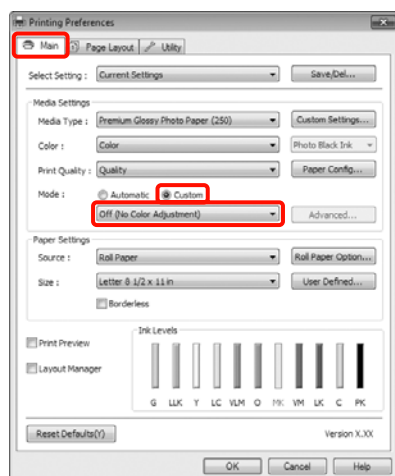 Printing Preferences
Main Page Layout Utility
Select Setting : Current Settings Save/Del...
Media Settings
Media Type : Premium Glossy Photo Paper (250) Custom Settings...
Color : Color Photo Black Ink
Print Quality : Quality Paper Config...
Mode : Automatic Custom
Off (No Color Adjustment) Advanced...
Paper Settings
Source : Roll Paper Roll Paper Option...
Size : Letter 8 1/2 x 11 in User Defined...
Borderless
Print Preview
Layout Manager
Ink Levels
G LLK Y LC VLM O MK VM LK C PK
Reset Defaults(Y) Version X.XX
OK Cancel Help